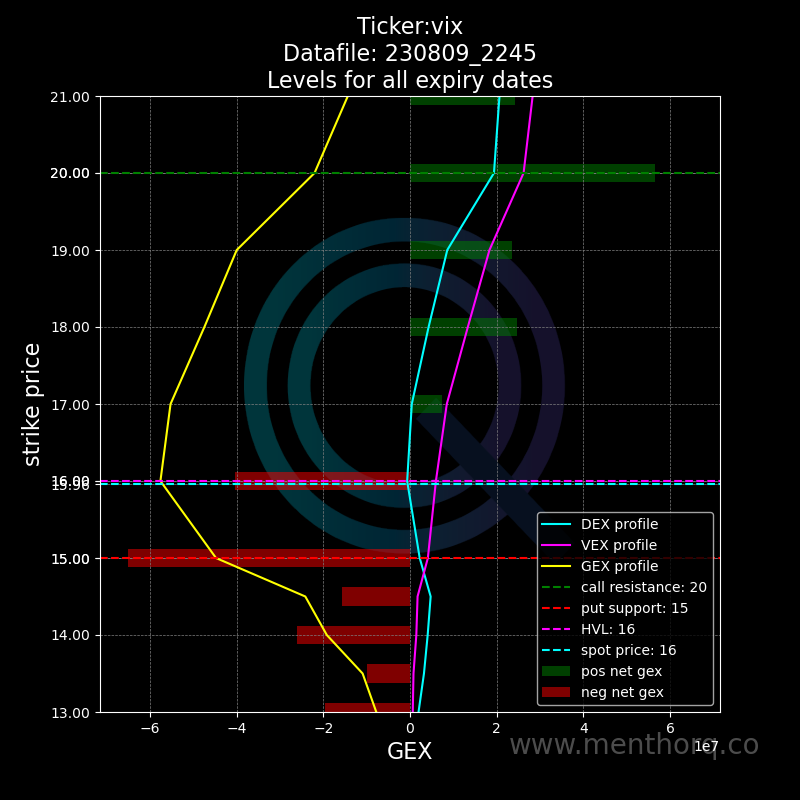 Ticker:vix
Datafile: 230809_2245
Levels for all expiry dates
21.00
20.00
19.00
18.00
17.00
16.00
15.96
15.00
14.00
13.00
strike price
−6
−4
−2
0
2
4
6
1e7
GEX
DEX profile
VEX profile
GEX profile
call resistance: 20
put support: 15
HVL: 16
spot price: 16
pos net gex
neg net gex
www.menthorq.co